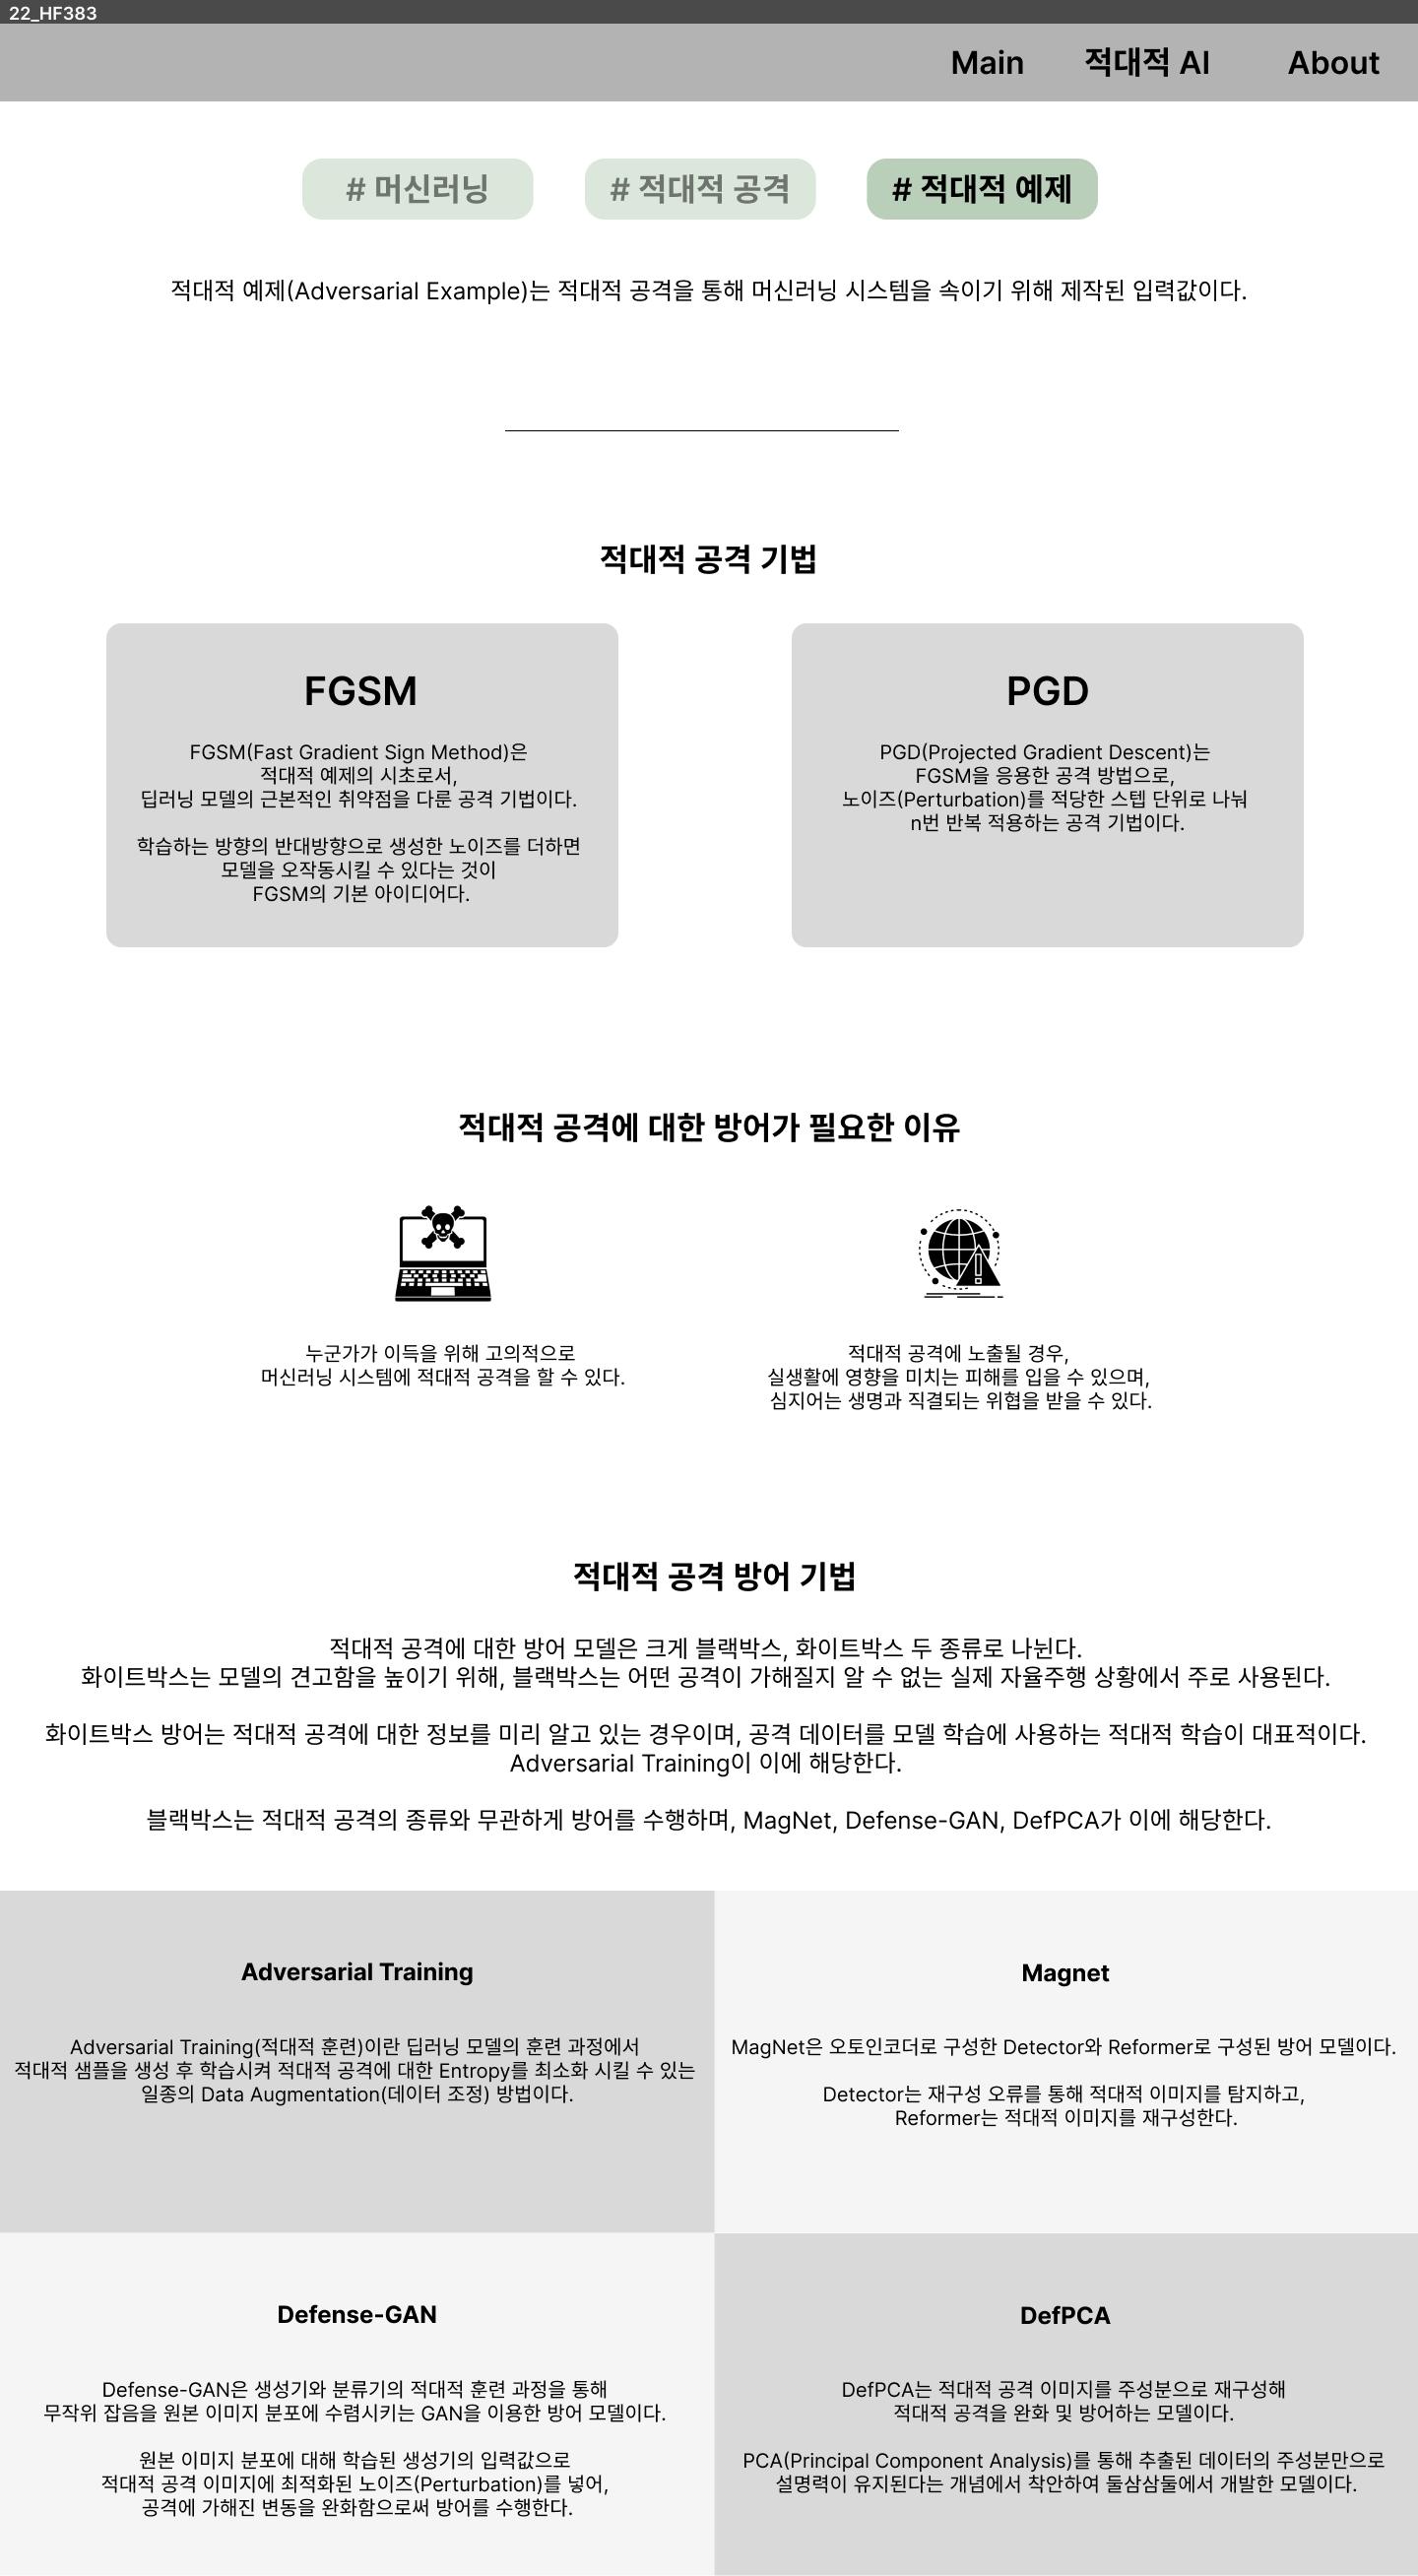 22_HF383
Main
적대적 AI
About
# 머신러닝
# 적대적 공격
# 적대적 예제
적대적 예제(Adversarial Example)는 적대적 공격을 통해 머신러닝 시스템을 속이기 위해 제작된 입력값이다.
적대적 공격 기법
FGSM
FGSM(Fast Gradient Sign Method)은
적대적 예제의 시초로서,
딥러닝 모델의 근본적인 취약점을 다룬 공격 기법이다.
학습하는 방향의 반대방향으로 생성한 노이즈를 더하면
모델을 오작동시킬 수 있다는 것이
FGSM의 기본 아이디어다.
PGD
PGD(Projected Gradient Descent)는
FGSM을 응용한 공격 방법으로,
노이즈(Perturbation)를 적당한 스텝 단위로 나눠
n번 반복 적용하는 공격 기법이다.
적대적 공격에 대한 방어가 필요한 이유
누군가가 이득을 위해 고의적으로
머신러닝 시스템에 적대적 공격을 할 수 있다.
적대적 공격에 노출될 경우,
실생활에 영향을 미치는 피해를 입을 수 있으며,
심지어는 생명과 직결되는 위협을 받을 수 있다.
적대적 공격 방어 기법
적대적 공격에 대한 방어 모델은 크게 블랙박스, 화이트박스 두 종류로 나뉜다.
화이트박스는 모델의 견고함을 높이기 위해, 블랙박스는 어떤 공격이 가해질지 알 수 없는 실제 자율주행 상황에서 주로 사용된다.
화이트박스 방어는 적대적 공격에 대한 정보를 미리 알고 있는 경우이며, 공격 데이터를 모델 학습에 사용하는 적대적 학습이 대표적이다.
Adversarial Training이 이에 해당한다.
블랙박스는 적대적 공격의 종류와 무관하게 방어를 수행하며, MagNet, Defense-GAN, DefPCA가 이에 해당한다.
Adversarial Training
Adversarial Training(적대적 훈련)이란 딥러닝 모델의 훈련 과정에서
적대적 샘플을 생성 후 학습시켜 적대적 공격에 대한 Entropy를 최소화 시킬 수 있는
일종의 Data Augmentation(데이터 조정) 방법이다.
Magnet
MagNet은 오토인코더로 구성한 Detector와 Reformer로 구성된 방어 모델이다.
Detector는 재구성 오류를 통해 적대적 이미지를 탐지하고,
Reformer는 적대적 이미지를 재구성한다.
Defense-GAN
Defense-GAN은 생성기와 분류기의 적대적 훈련 과정을 통해
무작위 잡음을 원본 이미지 분포에 수렴시키는 GAN을 이용한 방어 모델이다.
원본 이미지 분포에 대해 학습된 생성기의 입력값으로
적대적 공격 이미지에 최적화된 노이즈(Perturbation)를 넣어,
공격에 가해진 변동을 완화함으로써 방어를 수행한다.
DefPCA
DefPCA는 적대적 공격 이미지를 주성분으로 재구성해
적대적 공격을 완화 및 방어하는 모델이다.
PCA(Principal Component Analysis)를 통해 추출된 데이터의 주성분만으로
설명력이 유지된다는 개념에서 착안하여 둘삼삼둘에서 개발한 모델이다.